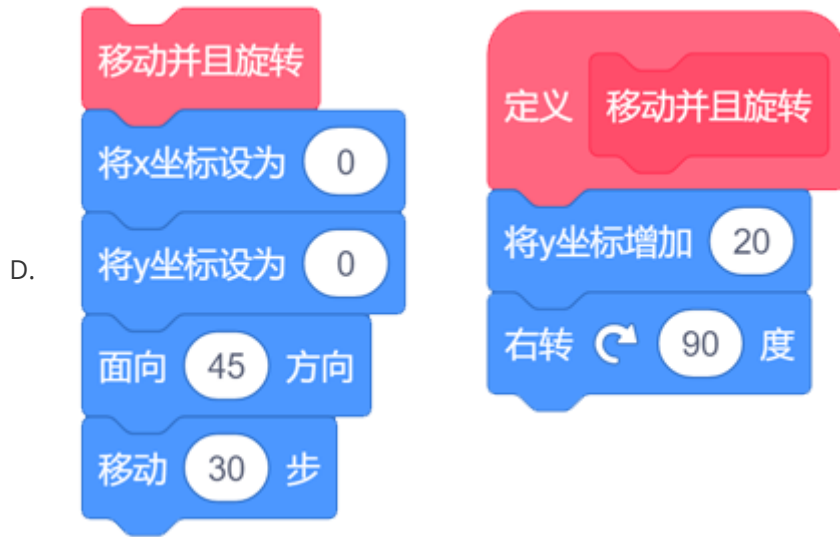 D.
移动并且旋转
将x坐标设为 0
将y坐标设为 0
面向 45 方向
移动 30 步
定义 移动并且旋转
将y坐标增加 20
右转 90 度